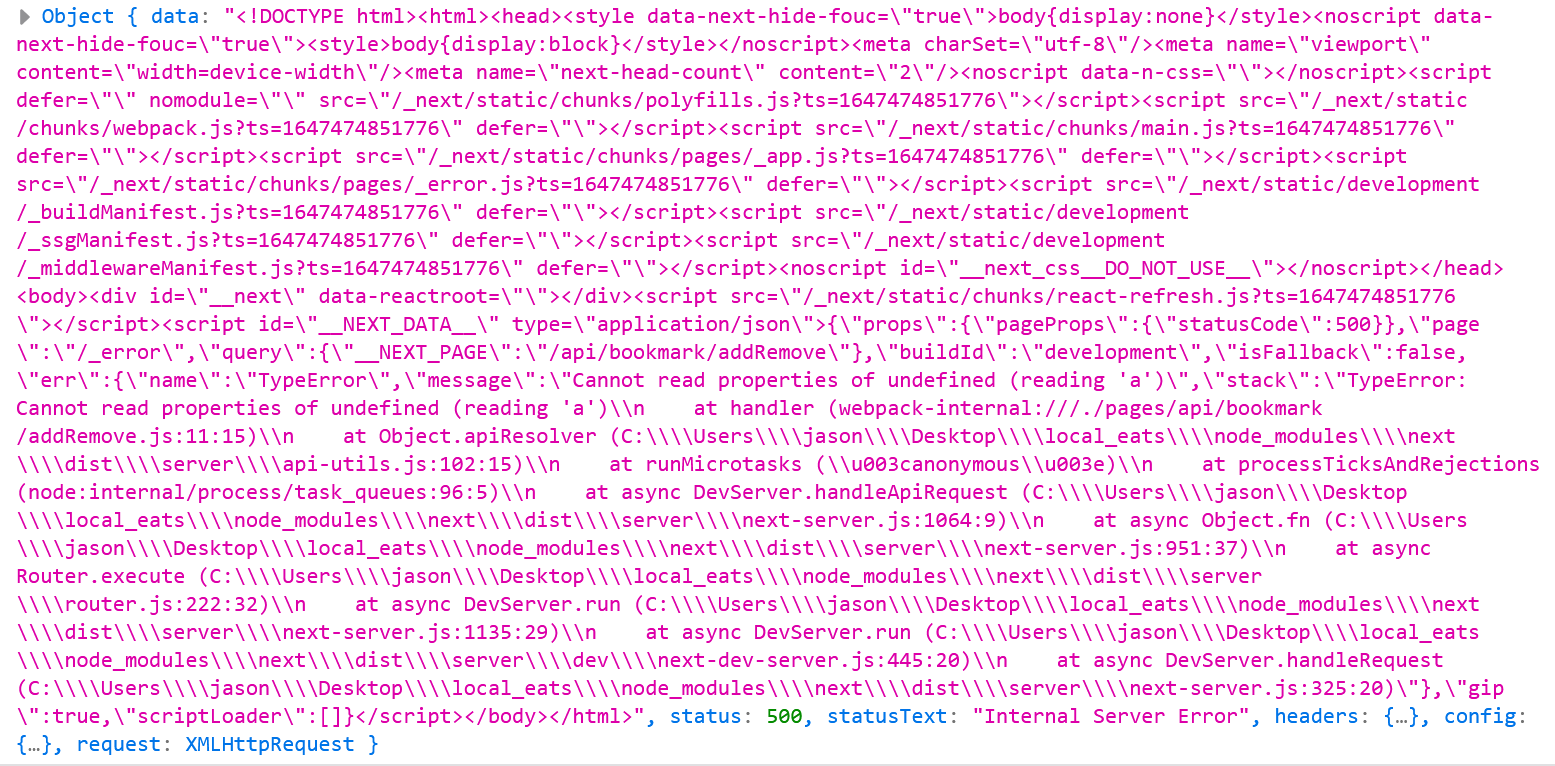 Object { data: "<!DOCTYPE html><html><head><style data-next-hide-fouc=\"true\">body{display:none}</style><noscript data-
next-hide-fouc=\"true\"><style>body{display:block}</style></noscript><meta charSet=\"utf-8\"/><meta name=\"viewport\"
content=\"width=device-width\"/><meta name=\"next-head-count\" content=\"2\"/><noscript data-n-css=\"\"></noscript><script
defer=\"\" nomodule=\"\" src=\"/_next/static/chunks/polyfills.js?ts=1647474851776\"></script><script src=\"/_next/static
/chunks/webpack.js?ts=1647474851776\" defer=\"\"></script><script src=\"/_next/static/chunks/main.js?ts=1647474851776\"
defer=\"\"></script><script src=\"/_next/static/chunks/pages/_app.js?ts=1647474851776\" defer=\"\"></script><script
src=\"/_next/static/chunks/pages/_error.js?ts=1647474851776\" defer=\"\"></script><script src=\"/_next/static/development
/_buildManifest.js?ts=1647474851776\" defer=\"\"></script><script src=\"/_next/static/development
/_ssgManifest.js?ts=1647474851776\" defer=\"\"></script><script src=\"/_next/static/development
/_middlewareManifest.js?ts=1647474851776\" defer=\"\"></script><noscript id=\"__next_css__DO_NOT_USE__\"></noscript></head>
<body><div id=\"__next\" data-reactroot=\"\"></div><script src=\"/_next/static/chunks/react-refresh.js?ts=1647474851776
\"></script><script id=\"__NEXT_DATA__\" type=\"application/json\">{\"props\":{\"pageProps\":{\"statusCode\":500}},\"page
\":\"/_error\",\"query\":{\"__NEXT_PAGE\":\"/api/bookmark/addRemove\"},\"buildId\":\"development\",\"isFallback\":false,
\"err\":{\"name\":\"TypeError\",\"message\":\"Cannot read properties of undefined (reading 'a')\",\"stack\":\"TypeError:
Cannot read properties of undefined (reading 'a')\\n    at handler (webpack-internal:///./pages/api/bookmark
/addRemove.js:11:15)\\n    at Object.apiResolver (C:\\\\Users\\\\jason\\\\Desktop\\\\local_eats\\\\node_modules\\\\next
\\\\dist\\\\server\\\\api-utils.js:102:15)\\n    at runMicrotasks (\\u003canonymous\\u003e)\\n    at processTicksAndRejections
(node:internal/process/task_queues:96:5)\\n    at async DevServer.handleApiRequest (C:\\\\Users\\\\jason\\\\Desktop
\\\\local_eats\\\\node_modules\\\\next\\\\dist\\\\server\\\\next-server.js:1064:9)\\n    at async Object.fn (C:\\\\Users
\\\\jason\\\\Desktop\\\\local_eats\\\\node_modules\\\\next\\\\dist\\\\server\\\\next-server.js:951:37)\\n    at async
Router.execute (C:\\\\Users\\\\jason\\\\Desktop\\\\local_eats\\\\node_modules\\\\next\\\\dist\\\\server
\\\\router.js:222:32)\\n    at async DevServer.run (C:\\\\Users\\\\jason\\\\Desktop\\\\local_eats\\\\node_modules\\\\next
\\\\dist\\\\server\\\\next-server.js:1135:29)\\n    at async DevServer.run (C:\\\\Users\\\\jason\\\\Desktop\\\\local_eats
\\\\node_modules\\\\next\\\\dist\\\\server\\\\dev\\\\next-dev-server.js:445:20)\\n    at async DevServer.handleRequest
(C:\\\\Users\\\\jason\\\\Desktop\\\\local_eats\\\\node_modules\\\\next\\\\dist\\\\server\\\\next-server.js:325:20)\"},\"gip
\":true,\"scriptLoader\":[]}</script></body></html>", status: 500, statusText: "Internal Server Error", headers: {…}, config:
{…}, request: XMLHttpRequest }